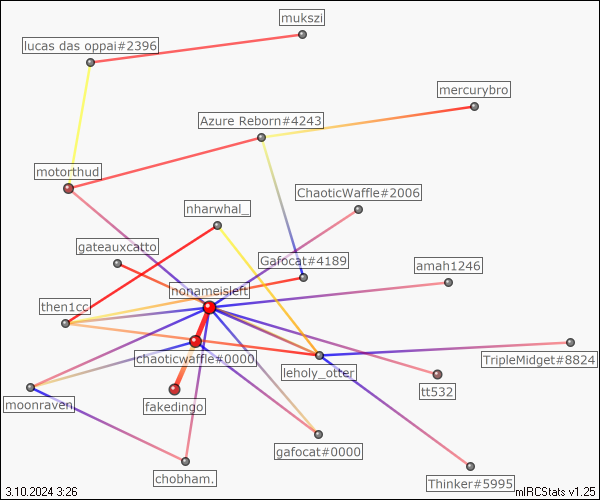 mukszi
lucas das oppai#2396
mercurybro
Azure Reborn#4243
motorthud
ChaoticWaffle#2006
nharwhal_
gateauxcatto
Gafocat#4189
amah1246
nonameisleft
then1cc
chaoticwaffle#0000
TripleMidget#8824
leholy_otter
tt532
moonraven
fakedingo
gafocat#0000
chobham.
Thinker#5995
3.10.2024 3:26
mIRCStats v1.25